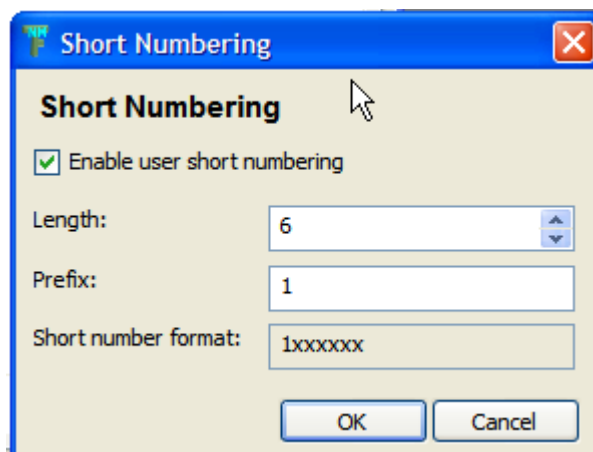 Short Numbering
Short Numbering
Enable user short numbering
Length: 6
Prefix: 1
Short number format: 1xxxxxx
OK Cancel